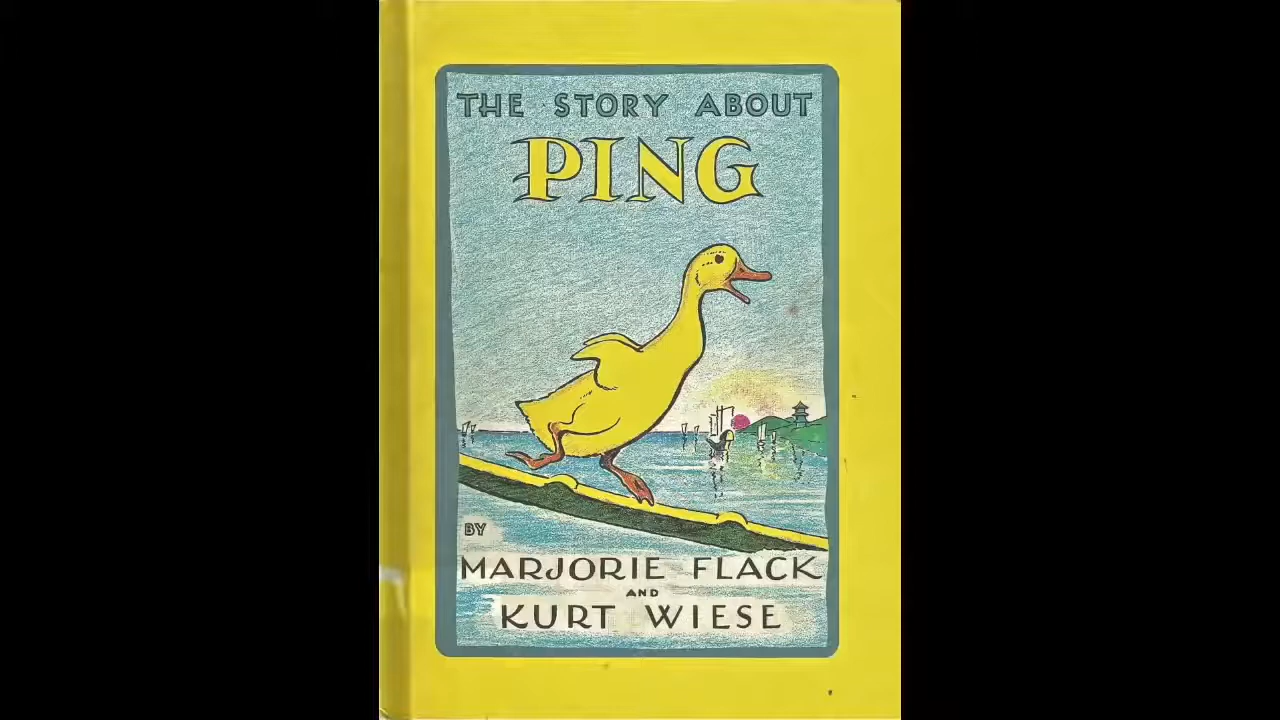 THE STORY ABOUT
PING
BY
MARJORIE FLACK
AND
KURT WIESE